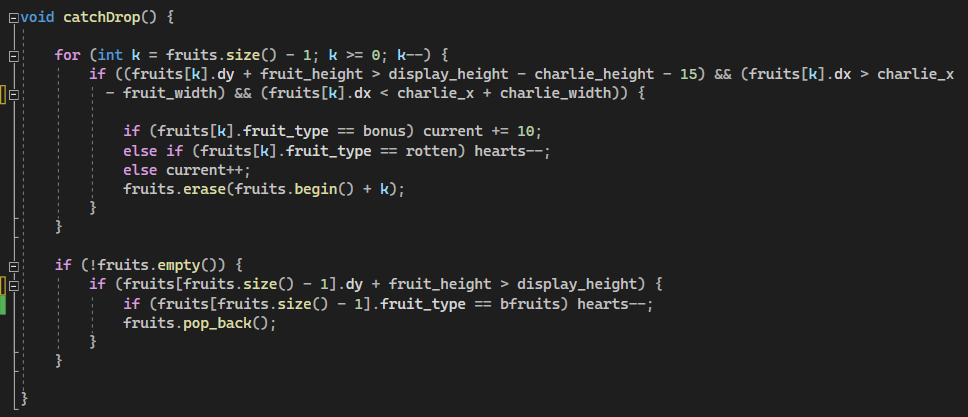 void catchDrop() {
for (int k = fruits.size() - 1; k >= 0; k--) {
if ((fruits[k].dy + fruit_height > display_height - charlie_height - 15) && (fruits[k].dx > charlie_x
- fruit_width) && (fruits[k].dx < charlie_x + charlie_width)) {
if (fruits[k].fruit_type == bonus) current += 10;
else if (fruits[k].fruit_type == rotten) hearts--;
else current++;
fruits.erase(fruits.begin() + k);
}
}
if (!fruits.empty()) {
if (fruits[fruits.size() - 1].dy + fruit_height > display_height) {
if (fruits[fruits.size() - 1].fruit_type == bfruits) hearts--;
fruits.pop_back();
}
}
}